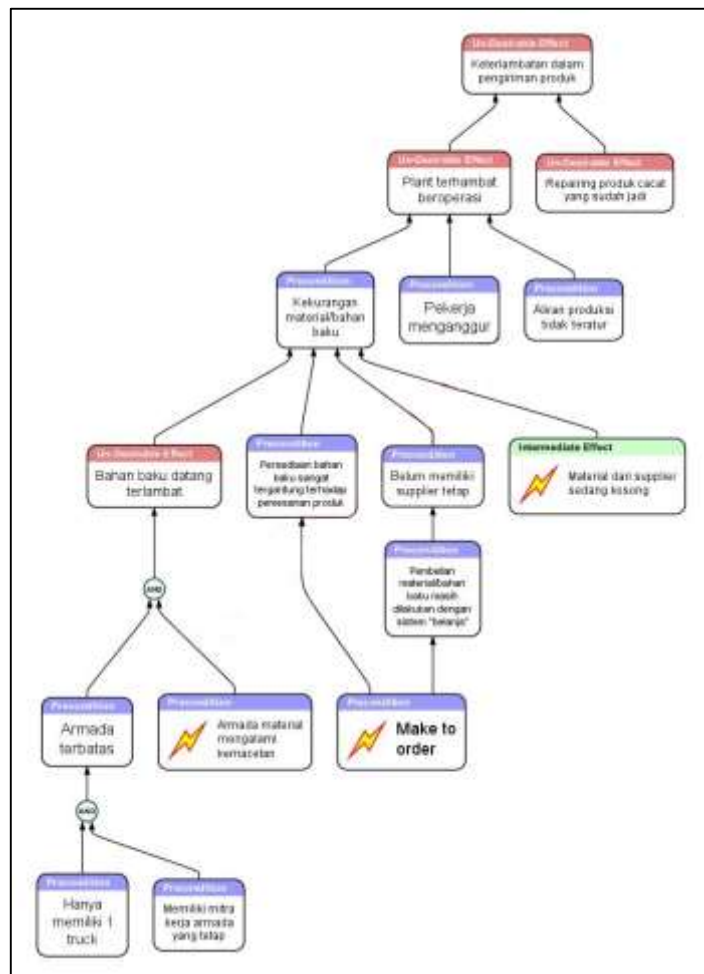 Un-Desirable Effect
Keterlambatan dalam
pengiriman produk
Un-Desirable Effect
Plant terhambat
beroperasi
Un-Desirable Effect
Repairing produk cacat
yang sudah jadi
Precondition
Kekurangan
material/bahan
baku
Precondition
Pekerja
menganggur
Precondition
Aliran produksi
tidak teratur
Un-Desirable Effect
Bahan baku datang
terlambat
Precondition
Persediaan bahan
baku sangat
tergantung terhadap
pemesanan produk
Precondition
Belum memiliki
supplier tetap
Intermediate Effect
Material dari supplier
sedang kosong
Precondition
Pembelian
material/bahan
baku masih
dilakukan dengan
sistem "belanja"
AND
Precondition
Armada
terbatas
Precondition
Armada material
mengalami
kemacetan
Precondition
Make to
order
AND
Precondition
Hanya
memiliki 1
truck
Precondition
Memiliki mitra
kerja armada
yang tetap